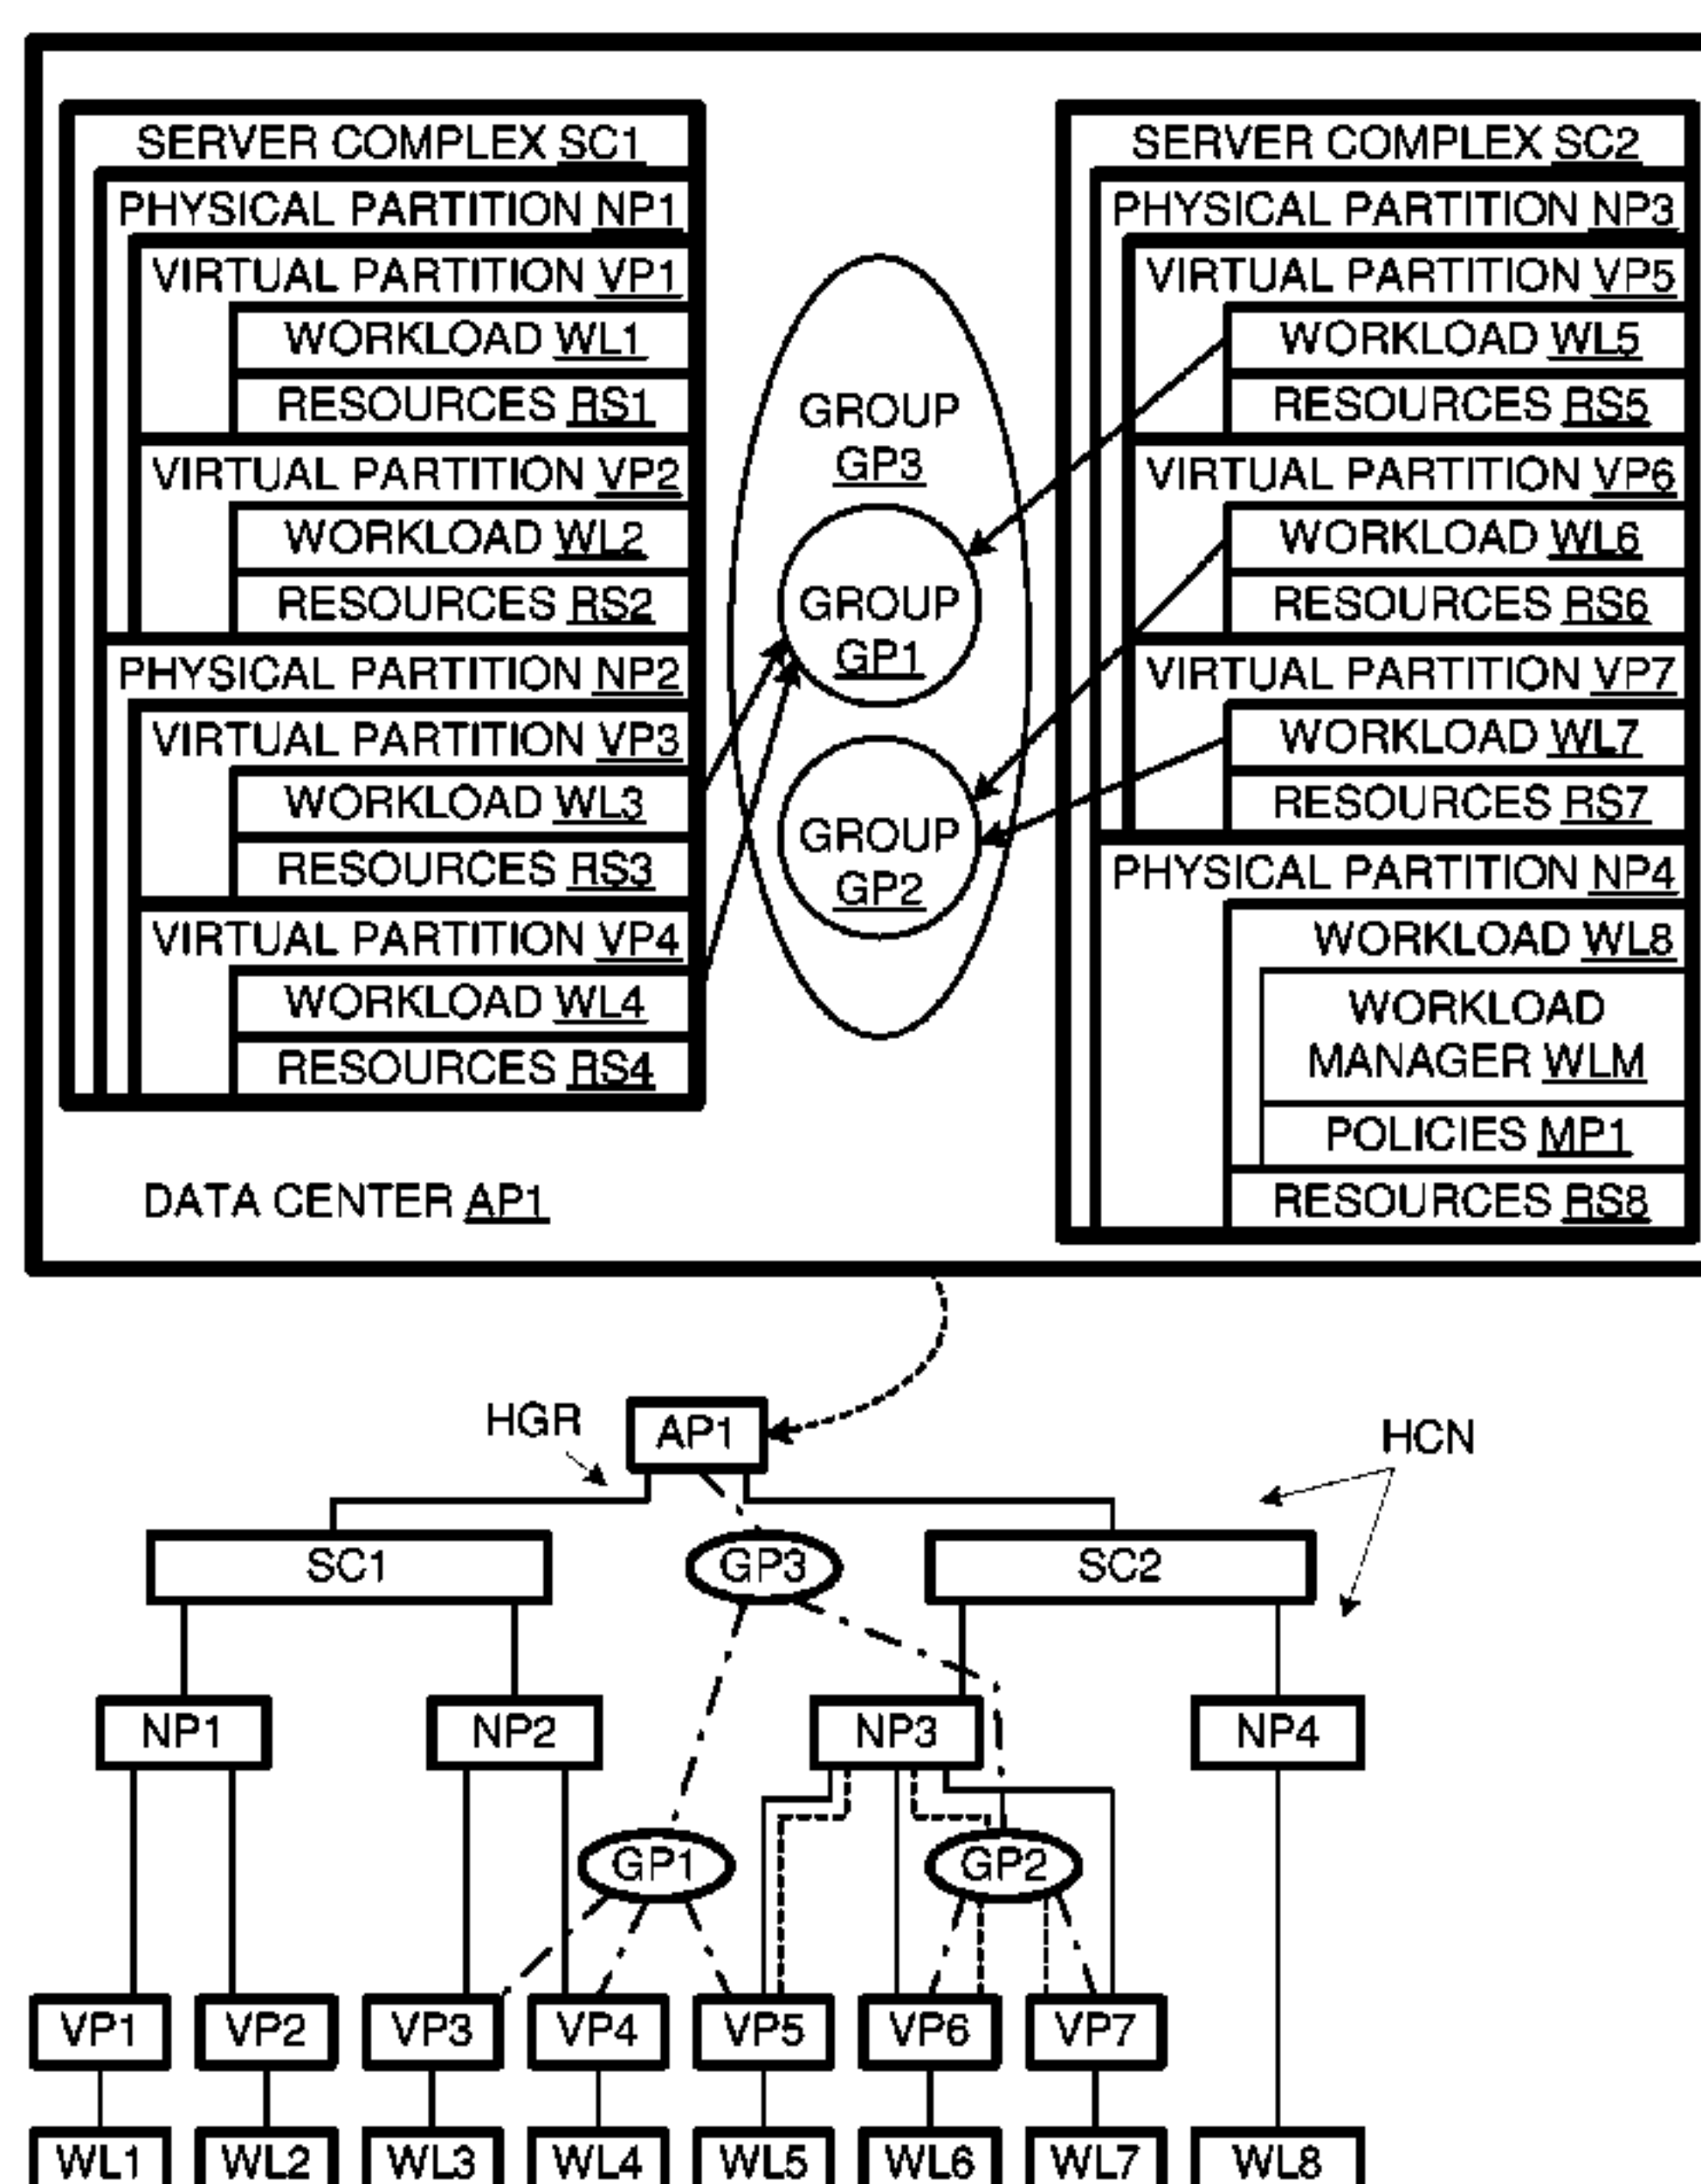 SERVER COMPLEX SC1
PHYSICAL PARTITION NP1
VIRTUAL PARTITION VP1
WORKLOAD WL1
RESOURCES RS1
VIRTUAL PARTITION VP2
WORKLOAD WL2
RESOURCES RS2
PHYSICAL PARTITION NP2
VIRTUAL PARTITION VP3
WORKLOAD WL3
RESOURCES RS3
VIRTUAL PARTITION VP4
WORKLOAD WL4
RESOURCES RS4
DATA CENTER AP1
GROUP
GP3
GROUP
GP1
GROUP
GP2
SERVER COMPLEX SC2
PHYSICAL PARTITION NP3
VIRTUAL PARTITION VP5
WORKLOAD WL5
RESOURCES RS5
VIRTUAL PARTITION VP6
WORKLOAD WL6
RESOURCES RS6
VIRTUAL PARTITION VP7
WORKLOAD WL7
RESOURCES RS7
PHYSICAL PARTITION NP4
WORKLOAD WL8
WORKLOAD
MANAGER WLM
POLICIES MP1
RESOURCES RS8
HGR
AP1
HCN
SC1
GP3
SC2
NP1
NP2
NP3
NP4
GP1
GP2
VP1
VP2
VP3
VP4
VP5
VP6
VP7
WL1
WL2
WL3
WL4
WL5
WL6
WL7
WL8